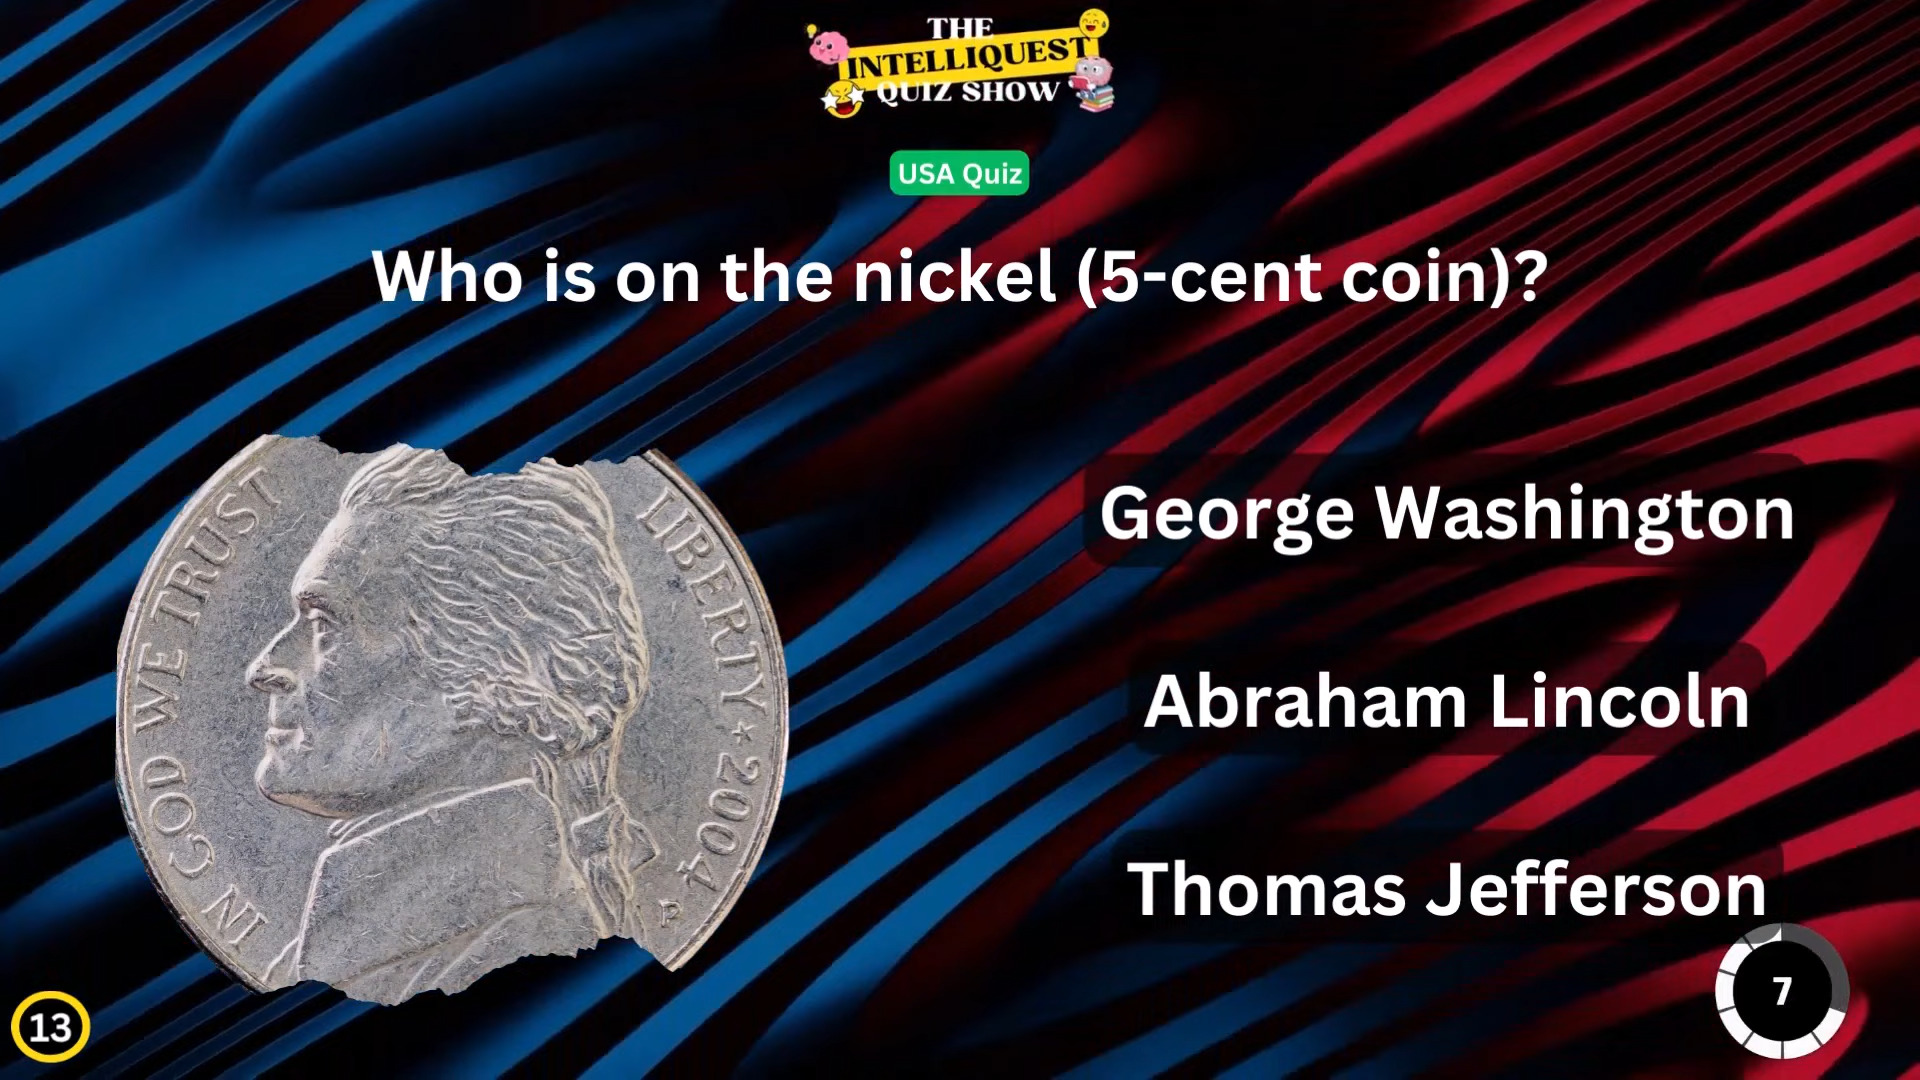 THE
INTELLIQUEST
QUIZ SHOW
USA Quiz
Who is on the nickel (5-cent coin)?
IN GOD WE TRUST
LIBERTY ★ 2004
P
George Washington
Abraham Lincoln
Thomas Jefferson
13
7